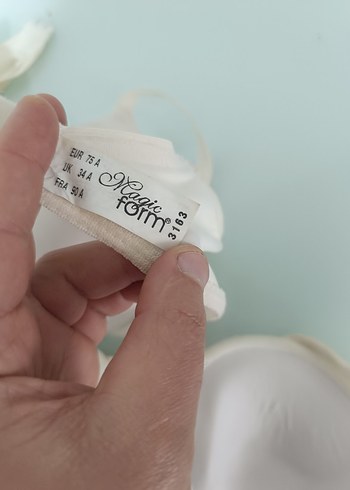 EUR 75 A
UK 34 A
FRA 90 A
Magic
form®
3163